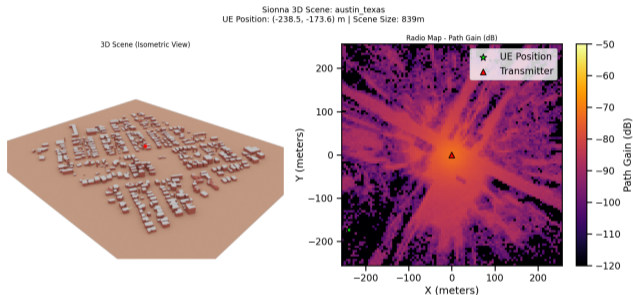 Sionna 3D Scene: austin_texas
UE Position: (-238.5, -173.6) m | Scene Size: 839m
3D Scene (Isometric View)
Radio Map - Path Gain (dB)
UE Position
Transmitter
200
100
0
−100
−200
Y (meters)
−200
−100
0
100
200
X (meters)
−50
−60
−70
−80
−90
−100
−110
−120
Path Gain (dB)